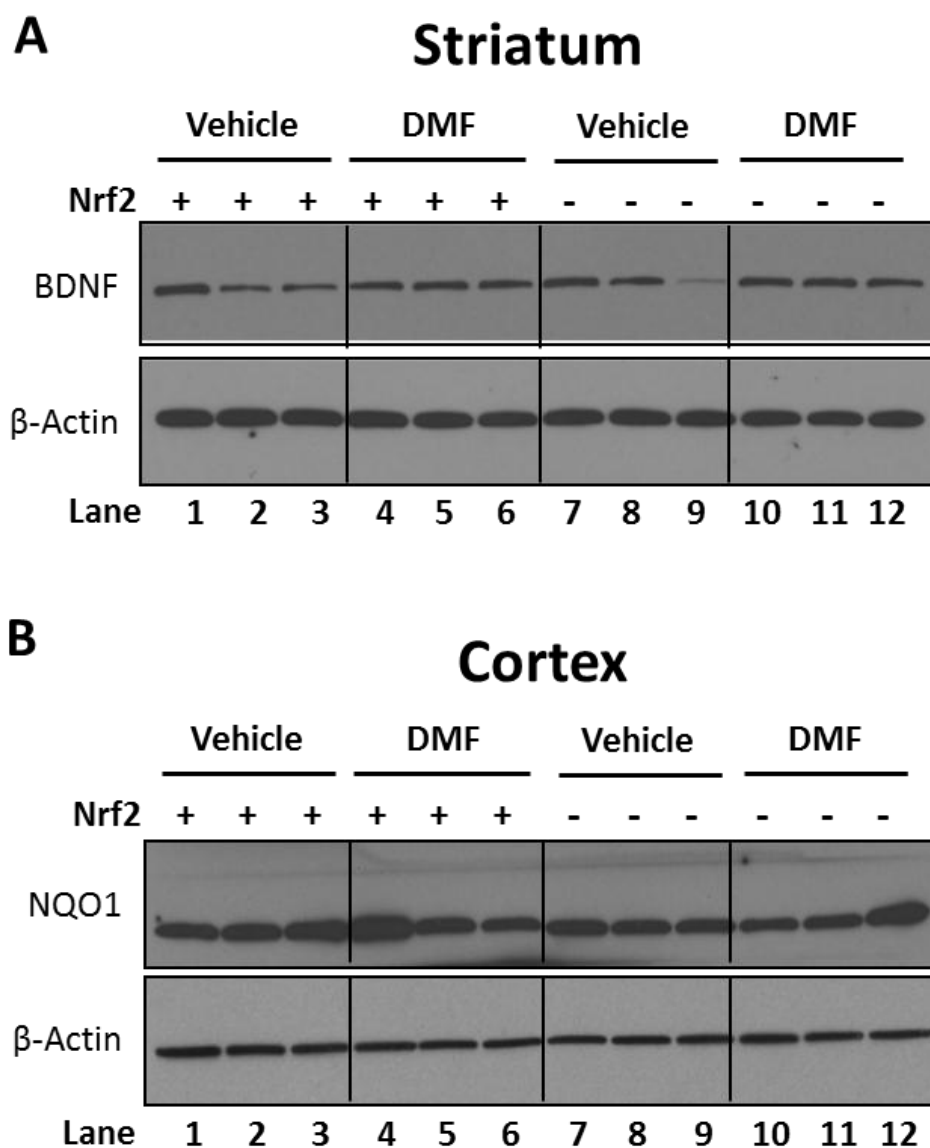 A
Striatum
Vehicle DMF Vehicle DMF
Nrf2 + + + + + + - - - - - -
BDNF
β-Actin
Lane 1 2 3 4 5 6 7 8 9 10 11 12
B
Cortex
Vehicle DMF Vehicle DMF
Nrf2 + + + + + + - - - - - -
NQO1
β-Actin
Lane 1 2 3 4 5 6 7 8 9 10 11 12